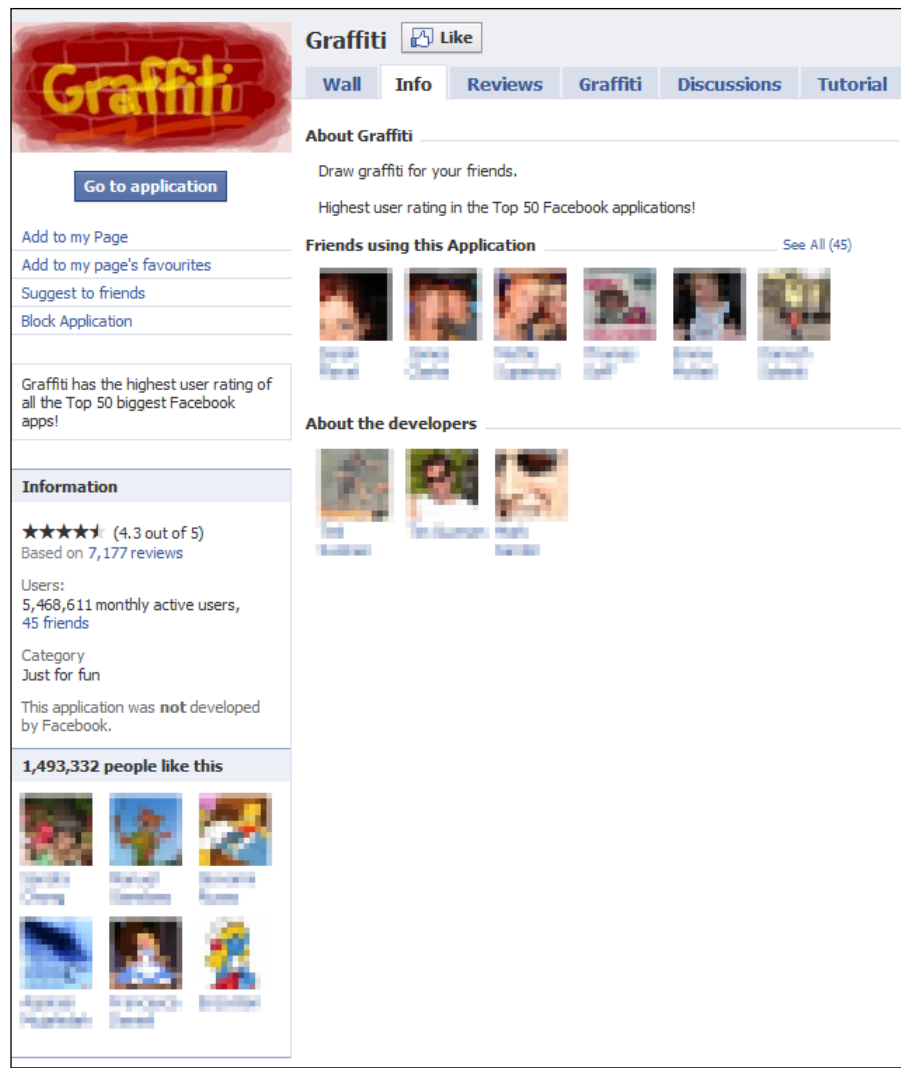 Graffiti
Go to application
Add to my Page
Add to my page's favourites
Suggest to friends
Block Application
Graffiti has the highest user rating of
all the Top 50 biggest Facebook
apps!
Information
(4.3 out of 5)
Based on 7,177 reviews
Users:
5,468,611 monthly active users,
45 friends
Category
Just for fun
This application was not developed
by Facebook.
1,493,332 people like this
Graffiti Like
Wall Info Reviews Graffiti Discussions Tutorial
About Graffiti
Draw graffiti for your friends.
Highest user rating in the Top 50 Facebook applications!
Friends using this Application See All (45)
About the developers